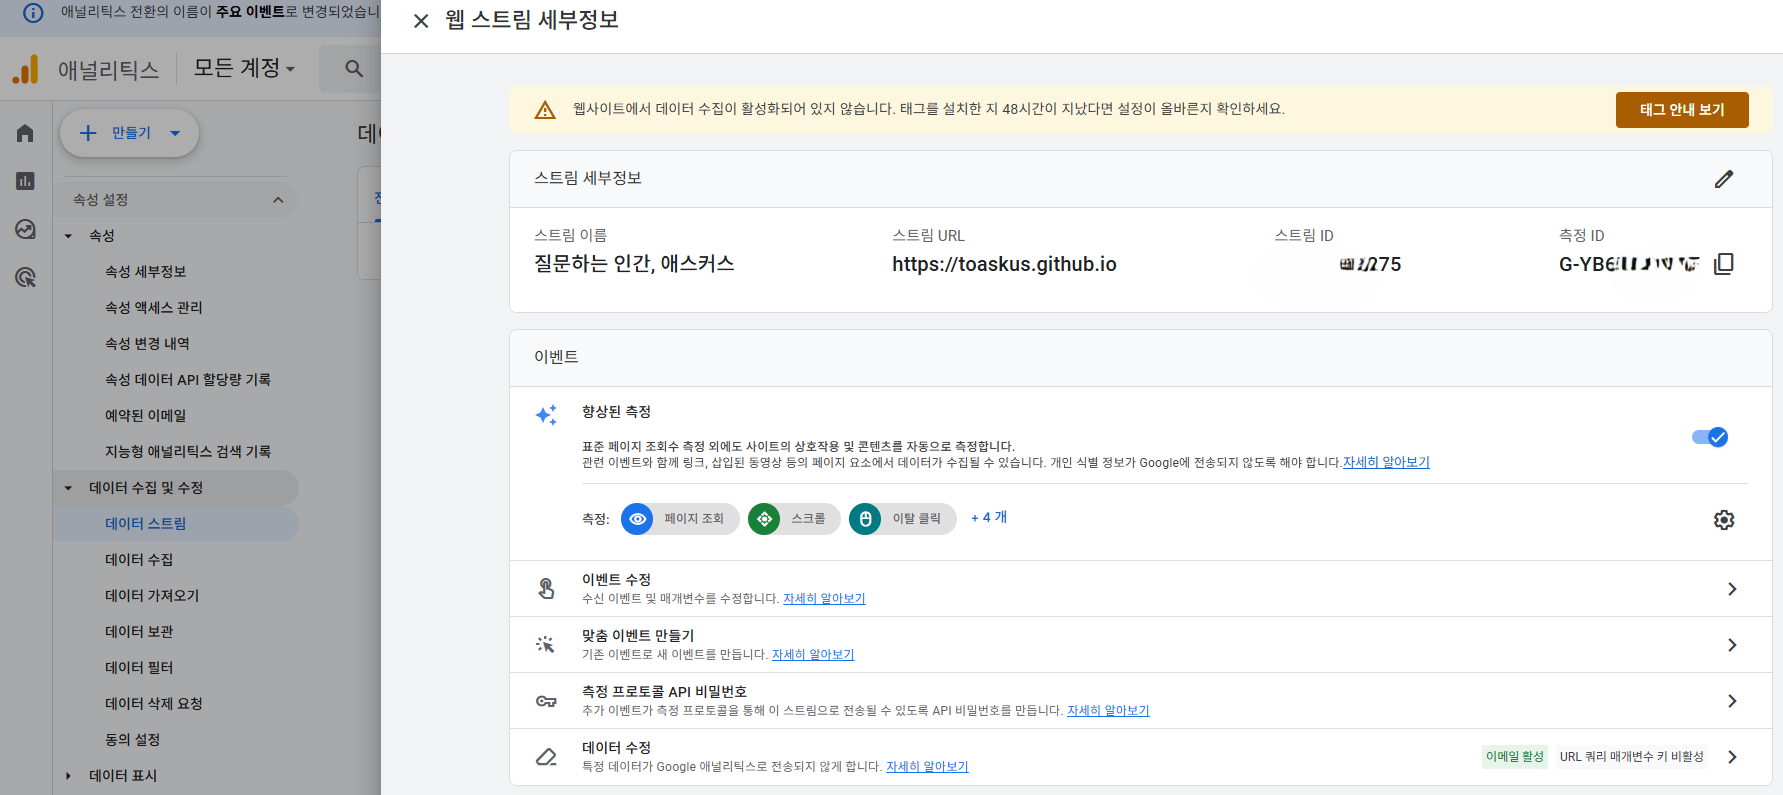 애널리틱스 전환의 이름이 주요 이벤트로 변경되었습니
애널리틱스
모든 계정
만들기
속성 설정
속성
속성 세부정보
속성 액세스 관리
속성 변경 내역
속성 데이터 API 할당량 기록
예약된 이메일
지능형 애널리틱스 검색 기록
데이터 수집 및 수정
데이터 스트림
데이터 수집
데이터 가져오기
데이터 보관
데이터 필터
데이터 삭제 요청
동의 설정
데이터 표시
웹 스트림 세부정보
웹사이트에서 데이터 수집이 활성화되어 있지 않습니다. 태그를 설치한 지 48시간이 지났다면 설정이 올바른지 확인하세요.
태그 안내 보기
스트림 세부정보
스트림 이름
질문하는 인간, 애스커스
스트림 URL
https://toaskus.github.io
스트림 ID
275
측정 ID
G-YB6
이벤트
향상된 측정
표준 페이지 조회수 측정 외에도 사이트의 상호작용 및 콘텐츠를 자동으로 측정합니다.
관련 이벤트와 함께 링크, 삽입된 동영상 등의 페이지 요소에서 데이터가 수집될 수 있습니다. 개인 식별 정보가 Google에 전송되지 않도록 해야 합니다.자세히 알아보기
측정: 페이지 조회 스크롤 이탈 클릭 + 4 개
이벤트 수정
수신 이벤트 및 매개변수를 수정합니다. 자세히 알아보기
맞춤 이벤트 만들기
기존 이벤트로 새 이벤트를 만듭니다. 자세히 알아보기
측정 프로토콜 API 비밀번호
추가 이벤트가 측정 프로토콜을 통해 이 스트림으로 전송될 수 있도록 API 비밀번호를 만듭니다. 자세히 알아보기
데이터 수정
특정 데이터가 Google 애널리틱스로 전송되지 않게 합니다. 자세히 알아보기
이메일 활성 URL 쿼리 매개변수 키 비활성